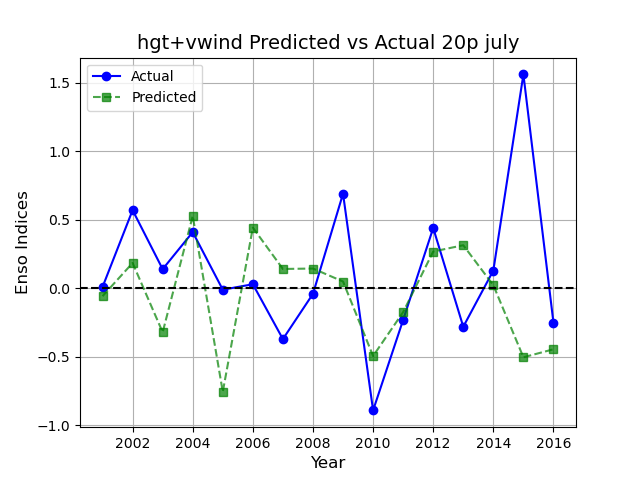 hgt+vwind Predicted vs Actual 20p july
Actual
Predicted
1.5
1.0
0.5
0.0
−0.5
−1.0
Enso Indices
2002 2004 2006 2008 2010 2012 2014 2016
Year